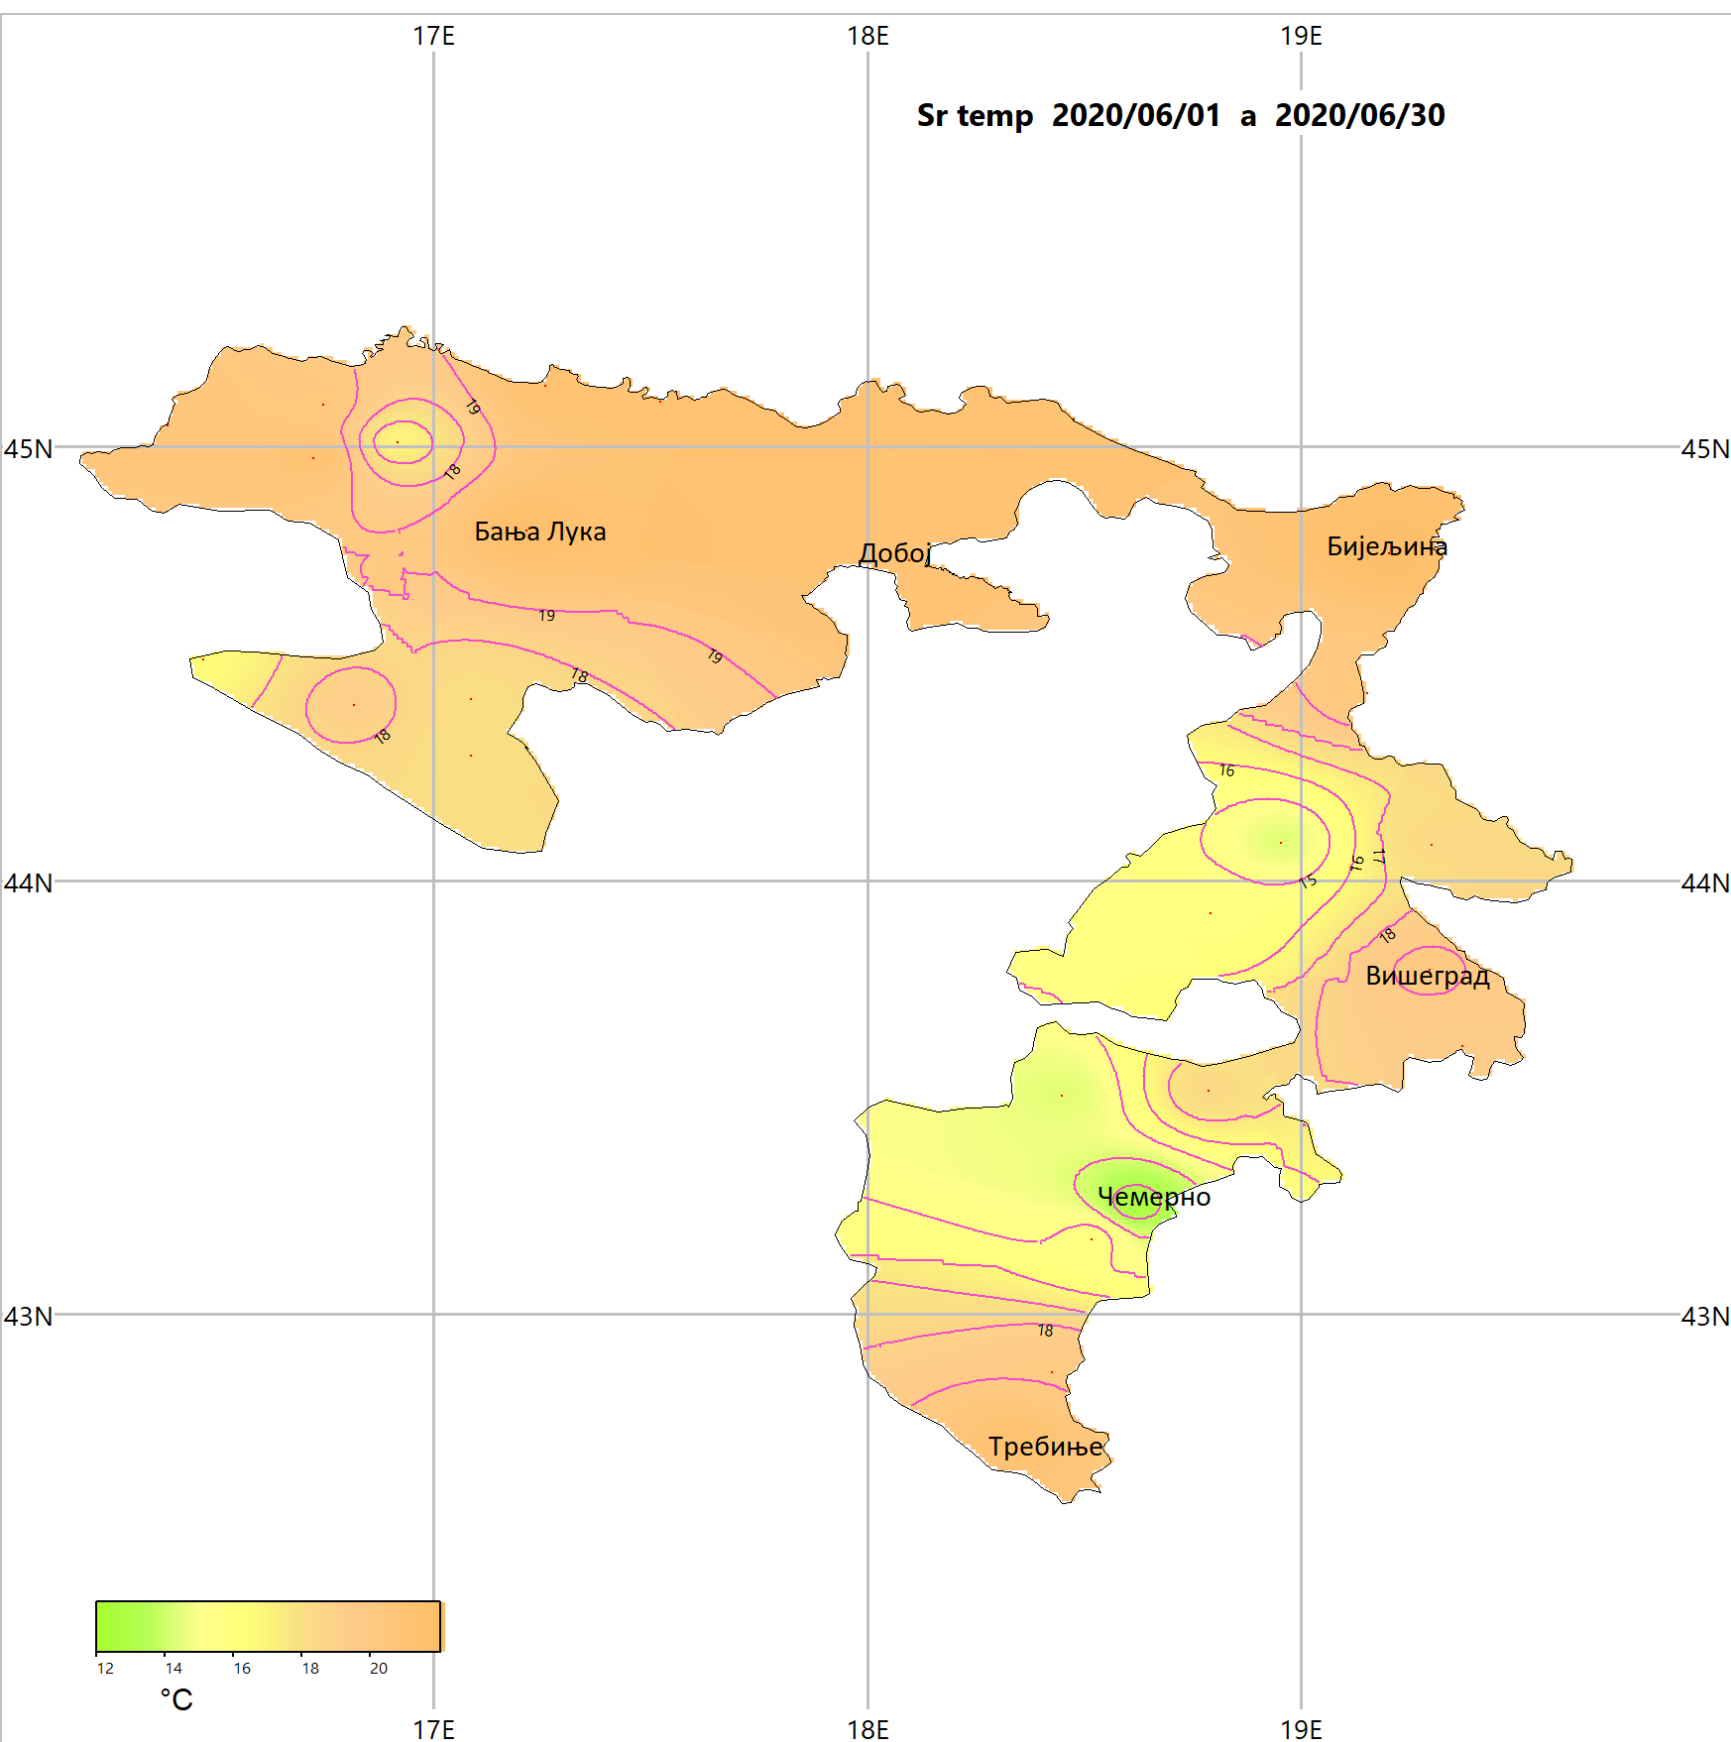 17E 18E 19E
Sr temp 2020/06/01 a 2020/06/30
19
45N 45N
18
Бања Лука
Добој
Бијељина
19
19
18
18
16
17
16
15
44N 44N
18
Вишеград
Чемерно
43N 43N
18
Требиње
12 14 16 18 20
°C
17E 18E 19E